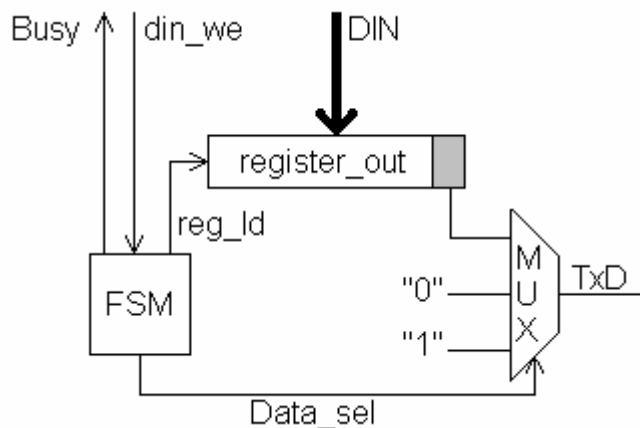 Busy
din_we
DIN
register_out
reg_ld
FSM
"0"
"1"
M
U
X
TxD
Data_sel